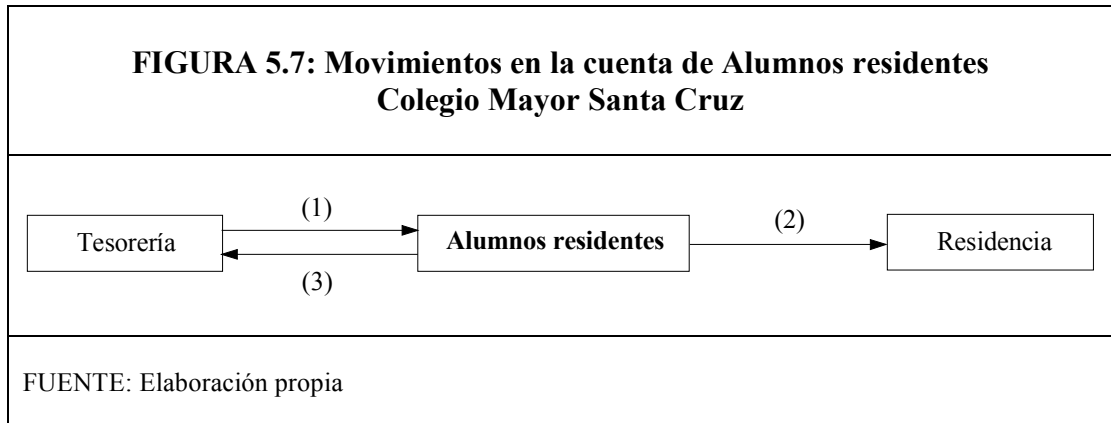 FIGURA 5.7: Movimientos en la cuenta de Alumnos residentes
Colegio Mayor Santa Cruz
(1)
Tesorería
Alumnos residentes
(2)
Residencia
(3)
FUENTE: Elaboración propia